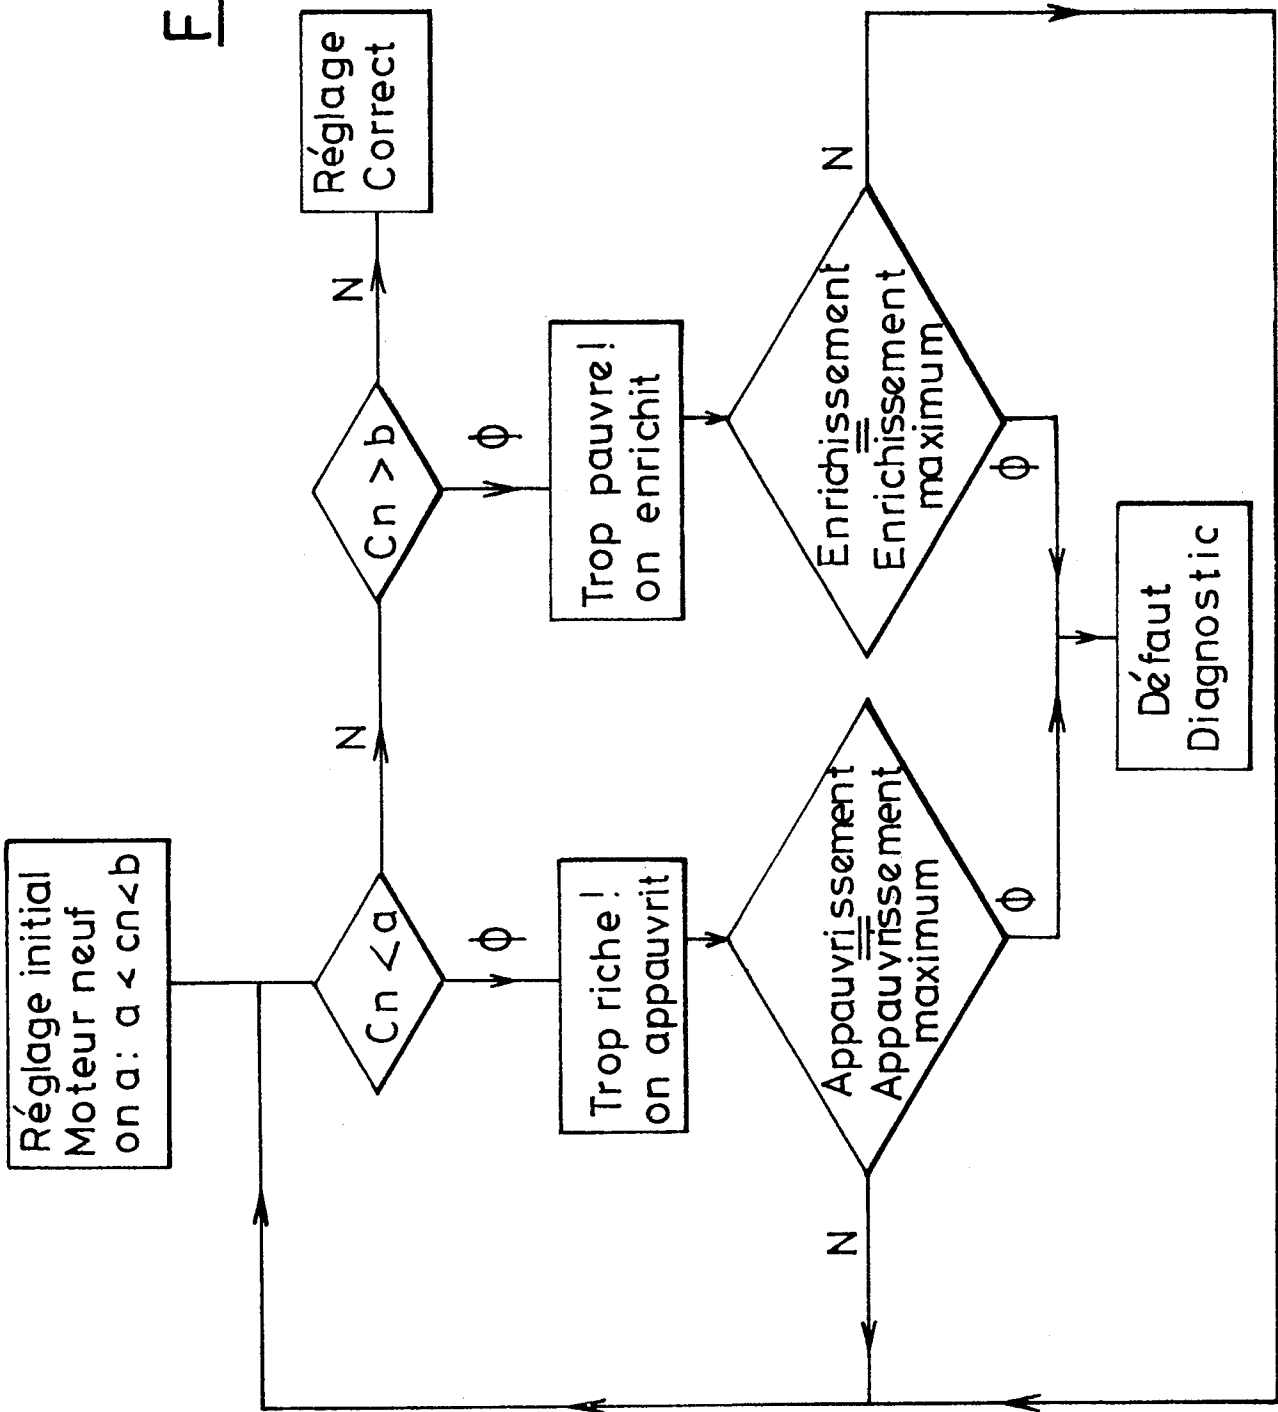 F
Réglage initial
Moteur neuf
on a : a < cn < b
Cn < a
N
Cn > b
N
Réglage
Correct
ϕ
Trop riche !
on appauvrit
ϕ
Trop pauvre !
on enrichit
Appauvrissement
=
Appauvrissement
maximum
N
ϕ
Enrichissement
=
Enrichissement
maximum
N
ϕ
Défaut
Diagnostic